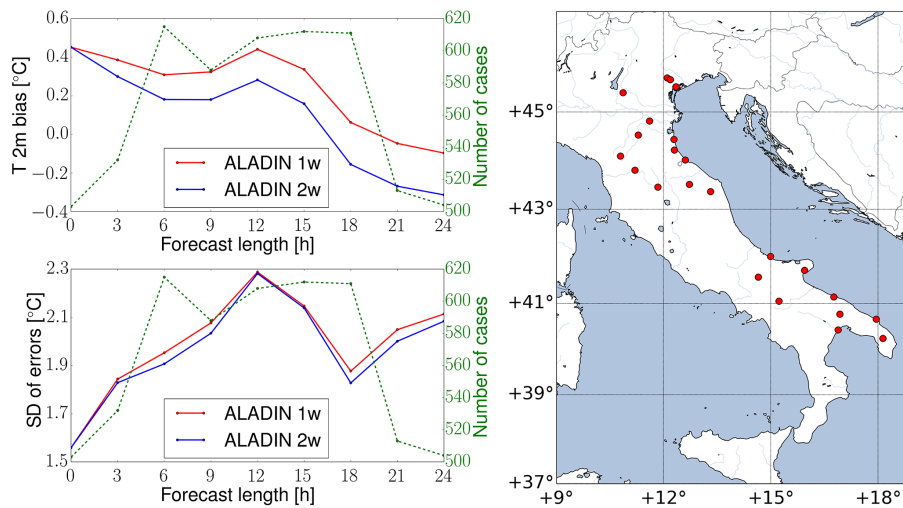 0.6
0.4
0.2
0.0
−0.2
−0.4
T 2m bias [°C]
620
600
580
560
540
520
500
Number of cases
ALADIN 1w
ALADIN 2w
0 3 6 9 12 15 18 21 24
Forecast length [h]
2.3
2.1
1.9
1.7
1.5
SD of errors [°C]
620
600
580
560
540
520
500
Number of cases
ALADIN 1w
ALADIN 2w
0 3 6 9 12 15 18 21 24
Forecast length [h]
+45°
+43°
+41°
+39°
+37°
+9° +12° +15° +18°